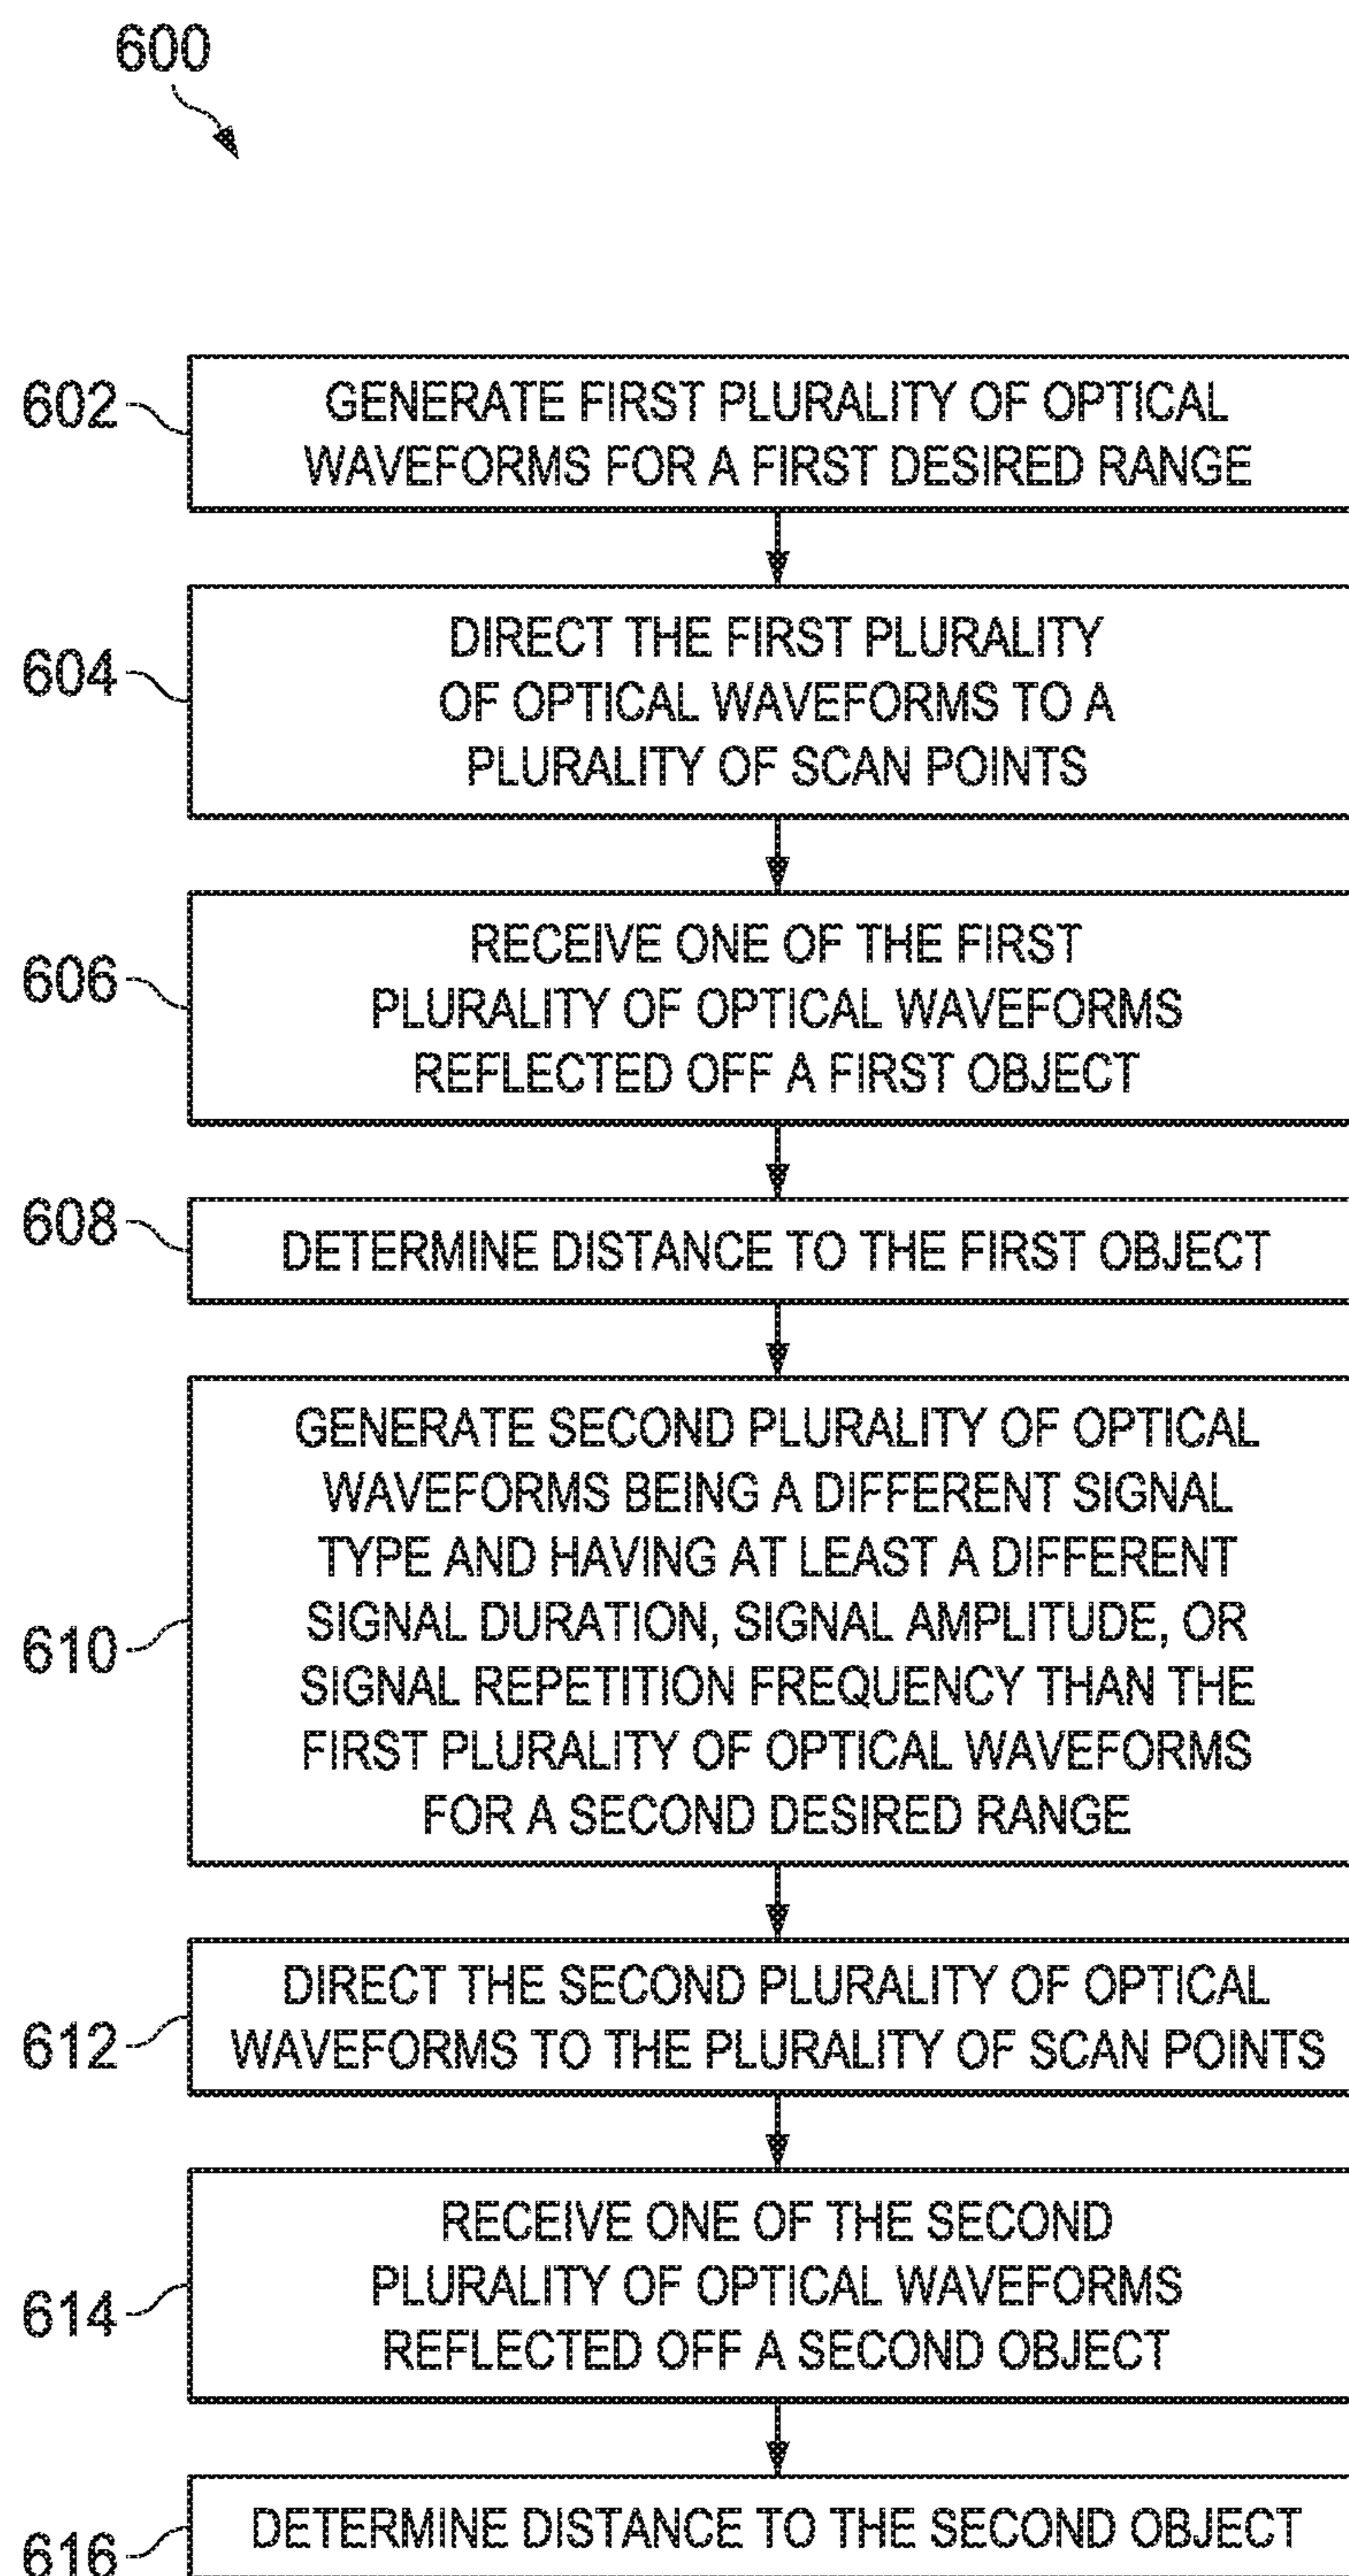 600
602
GENERATE FIRST PLURALITY OF OPTICAL
WAVEFORMS FOR A FIRST DESIRED RANGE
604
DIRECT THE FIRST PLURALITY
OF OPTICAL WAVEFORMS TO A
PLURALITY OF SCAN POINTS
606
RECEIVE ONE OF THE FIRST
PLURALITY OF OPTICAL WAVEFORMS
REFLECTED OFF A FIRST OBJECT
608
DETERMINE DISTANCE TO THE FIRST OBJECT
610
GENERATE SECOND PLURALITY OF OPTICAL
WAVEFORMS BEING A DIFFERENT SIGNAL
TYPE AND HAVING AT LEAST A DIFFERENT
SIGNAL DURATION, SIGNAL AMPLITUDE, OR
SIGNAL REPETITION FREQUENCY THAN THE
FIRST PLURALITY OF OPTICAL WAVEFORMS
FOR A SECOND DESIRED RANGE
612
DIRECT THE SECOND PLURALITY OF OPTICAL
WAVEFORMS TO THE PLURALITY OF SCAN POINTS
614
RECEIVE ONE OF THE SECOND
PLURALITY OF OPTICAL WAVEFORMS
REFLECTED OFF A SECOND OBJECT
616
DETERMINE DISTANCE TO THE SECOND OBJECT